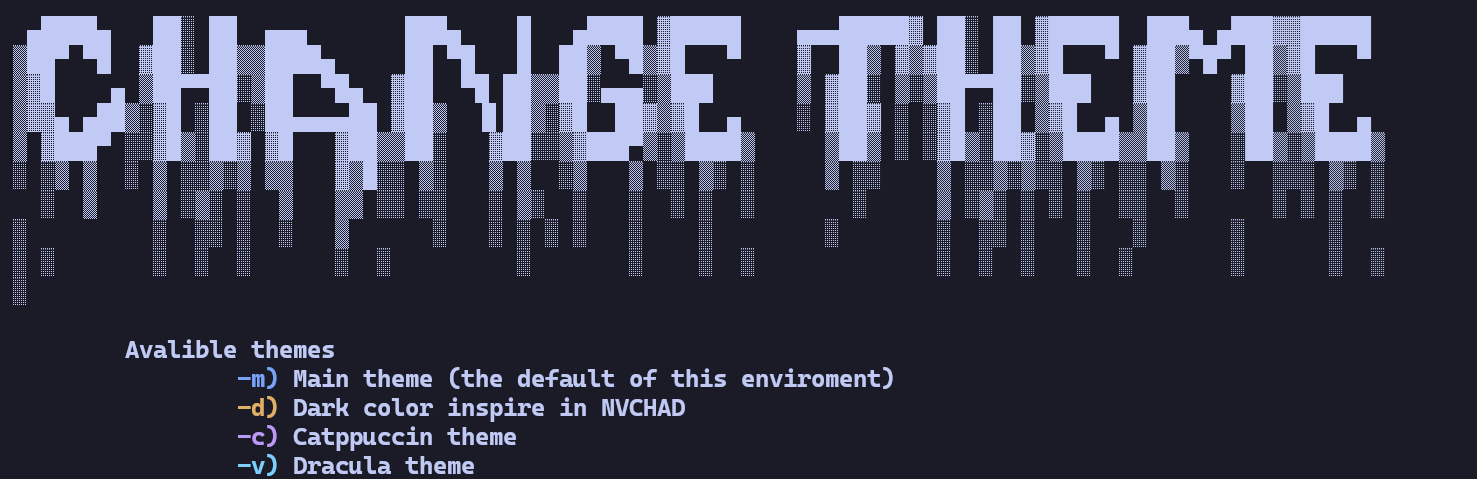 CHANGE THEME
Avalible themes
-m) Main theme (the default of this enviroment)
-d) Dark color inspire in NVCHAD
-c) Catppuccin theme
-v) Dracula theme